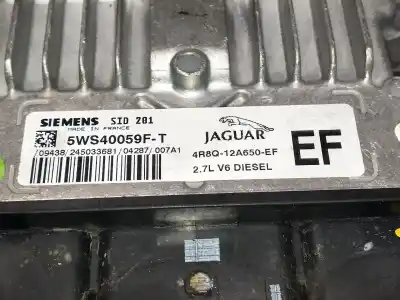 SIEMENS SID 201
MADE IN FRANCE
5WS40059F-T
/09438/245033681/04287/007A1
JAGUAR
4R8Q-12A650-EF
2.7L V6 DIESEL
EF